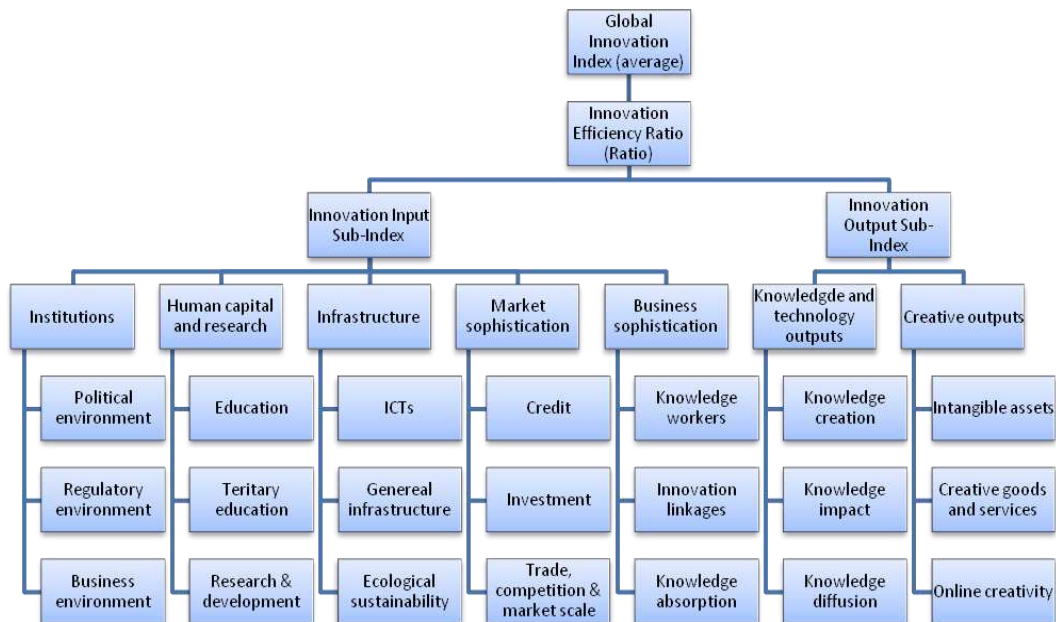 Global
Innovation
Index (average)
Innovation
Efficiency Ratio
(Ratio)
Innovation Input
Sub-Index
Innovation
Output Sub-
Index
Institutions
Human capital
and research
Infrastructure
Market
sophistication
Business
sophistication
Knowledgde and
technology
outputs
Creative outputs
Political
environment
Education
ICTs
Credit
Knowledge
workers
Knowledge
creation
Intangible assets
Regulatory
environment
Teritary
education
Genereal
infrastructure
Investment
Innovation
linkages
Knowledge
impact
Creative goods
and services
Business
environment
Research &
development
Ecological
sustainability
Trade,
competition &
market scale
Knowledge
absorption
Knowledge
diffusion
Online creativity